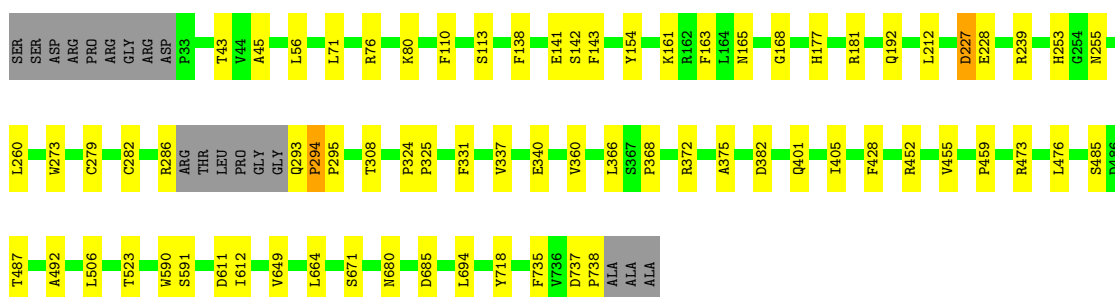 SER SER ASP ARG PRO ARG GLY ARG ASP P33 T43 V44 A45 L56 L71 R76 K80 F110 S113 F138 E141 S142 F143 Y154 K161 R162 F163 L164 N165 G168 H177 R181 Q192 L212 D227 E228 R239 H253 G254 N255
L260 W273 C279 C282 R286 ARG THR LEU PRO GLY GLY Q293 P294 P295 T308 P324 P325 F331 V337 E340 V360 L366 S367 P368 R372 A375 D382 Q401 I405 F428 R452 V455 P459 R473 L476 S485 D486
T487 A492 L506 T523 W590 S591 D611 I612 V649 L664 S671 N680 D685 L694 Y718 F735 V736 D737 P738 ALA ALA ALA